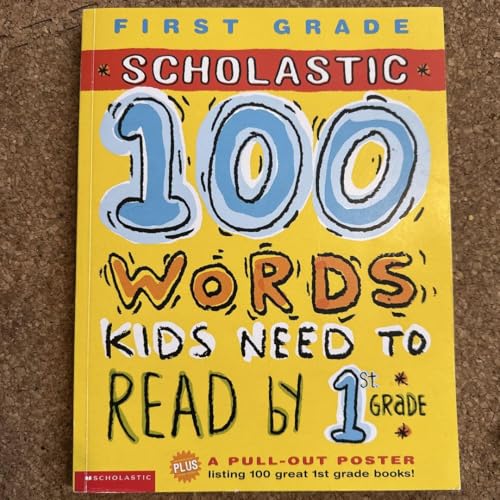 FIRST GRADE
* SCHOLASTIC *
100
WORDS
KIDS NEED TO
READ by 1st GRADE *
SCHOLASTIC
PLUS A PULL-OUT POSTER
listing 100 great 1st grade books!